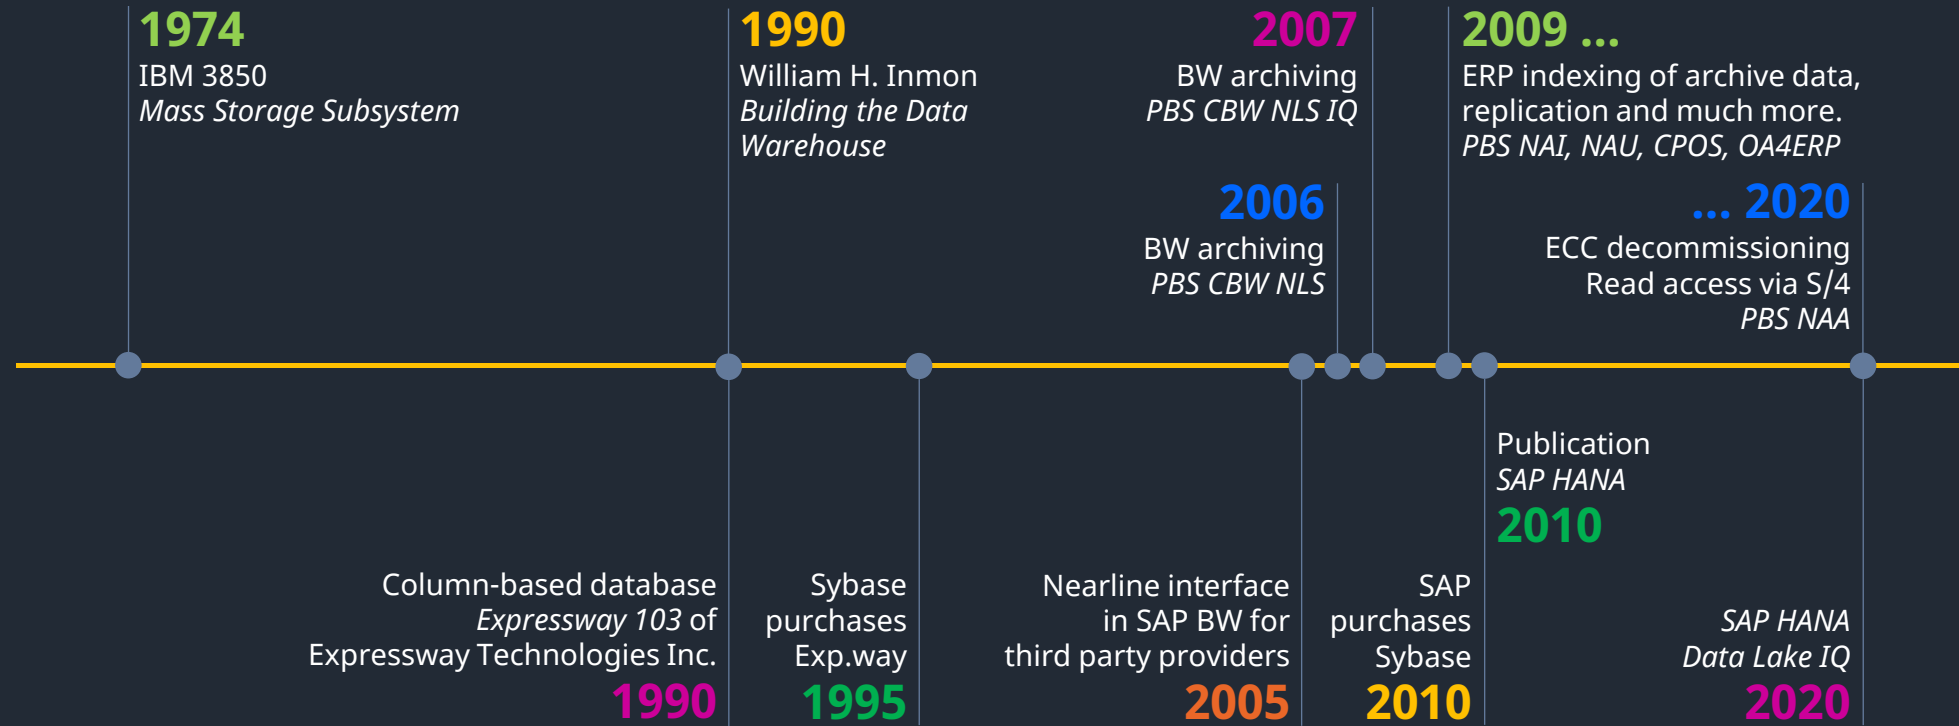 1974
IBM 3850
Mass Storage Subsystem
1990
William H. Inmon
Building the Data
Warehouse
2007
BW archiving
PBS CBW NLS IQ
2009 ...
ERP indexing of archive data,
replication and much more.
PBS NAI, NAU, CPOS, OA4ERP
2006
BW archiving
PBS CBW NLS
... 2020
ECC decommissioning
Read access via S/4
PBS NAA
Column-based database
Expressway 103 of
Expressway Technologies Inc.
1990
Sybase
purchases
Exp.way
1995
Nearline interface
in SAP BW for
third party providers
2005
SAP
purchases
Sybase
2010
Publication
SAP HANA
2010
SAP HANA
Data Lake IQ
2020